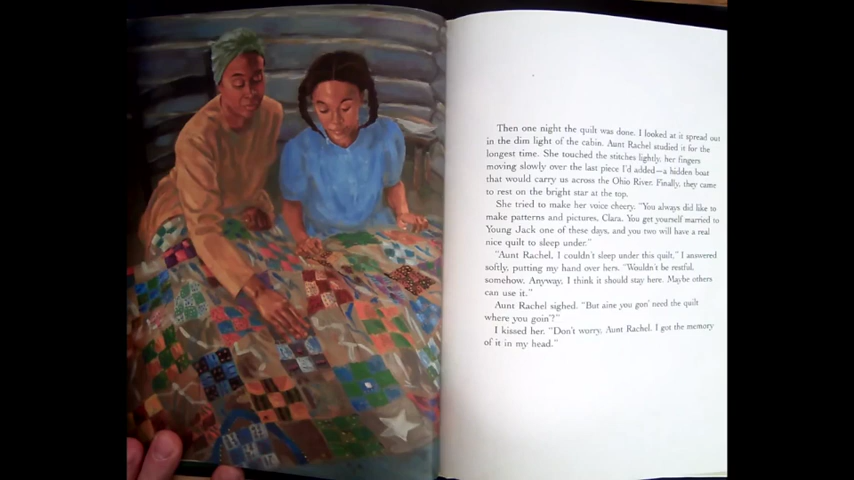 Then one night the quilt was done. I looked at it spread out
in the dim light of the cabin. Aunt Rachel studied it for the
longest time. She touched the stitches lightly, her fingers
moving slowly over the last piece I'd added—a hidden boat
that would carry us across the Ohio River. Finally, they came
to rest on the bright star at the top.
She tried to make her voice cheery. "You always did like to
make patterns and pictures, Clara. You get yourself married to
Young Jack one of these days, and you two will have a real
nice quilt to sleep under."
"Aunt Rachel, I couldn't sleep under this quilt," I answered
softly, putting my hand over hers. "Wouldn't be restful,
somehow. Anyway, I think it should stay here. Maybe others
can use it."
Aunt Rachel sighed. "But aine you gon' need the quilt
where you goin'?"
I kissed her. "Don't worry, Aunt Rachel. I got the memory
of it in my head."